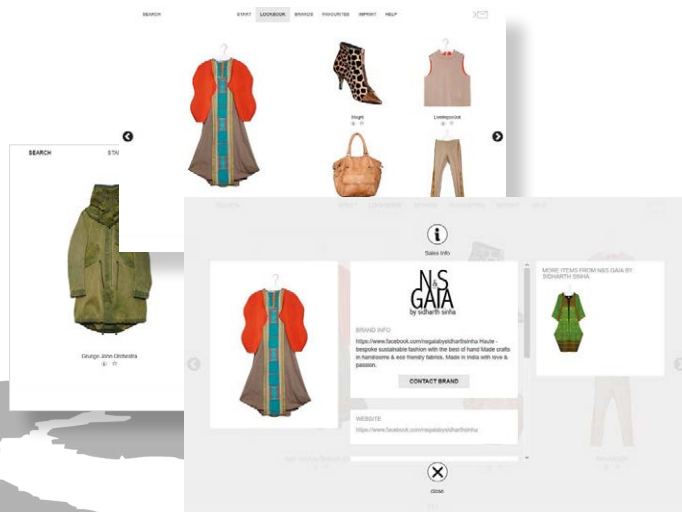 SEARCH START LOOKBOOK BRANDS FAVOURITES IMPRINT HELP
SEARCH STA
George John Orchestra
Sales Info
N&S
GAIA
by sidharth sinha
BRAND INFO
https://www.facebook.com/nsgaiabysidharthsinha Haute -
bespoke sustainable fashion with the best of hand Made crafts
in handlooms & eco friendly fabrics. Made in India with love &
passion.
CONTACT BRAND
WEBSITE
https://www.facebook.com/nsgaiabysidharthsinha
MORE ITEMS FROM N&S GAIA BY
SIDHARTH SINHA
close